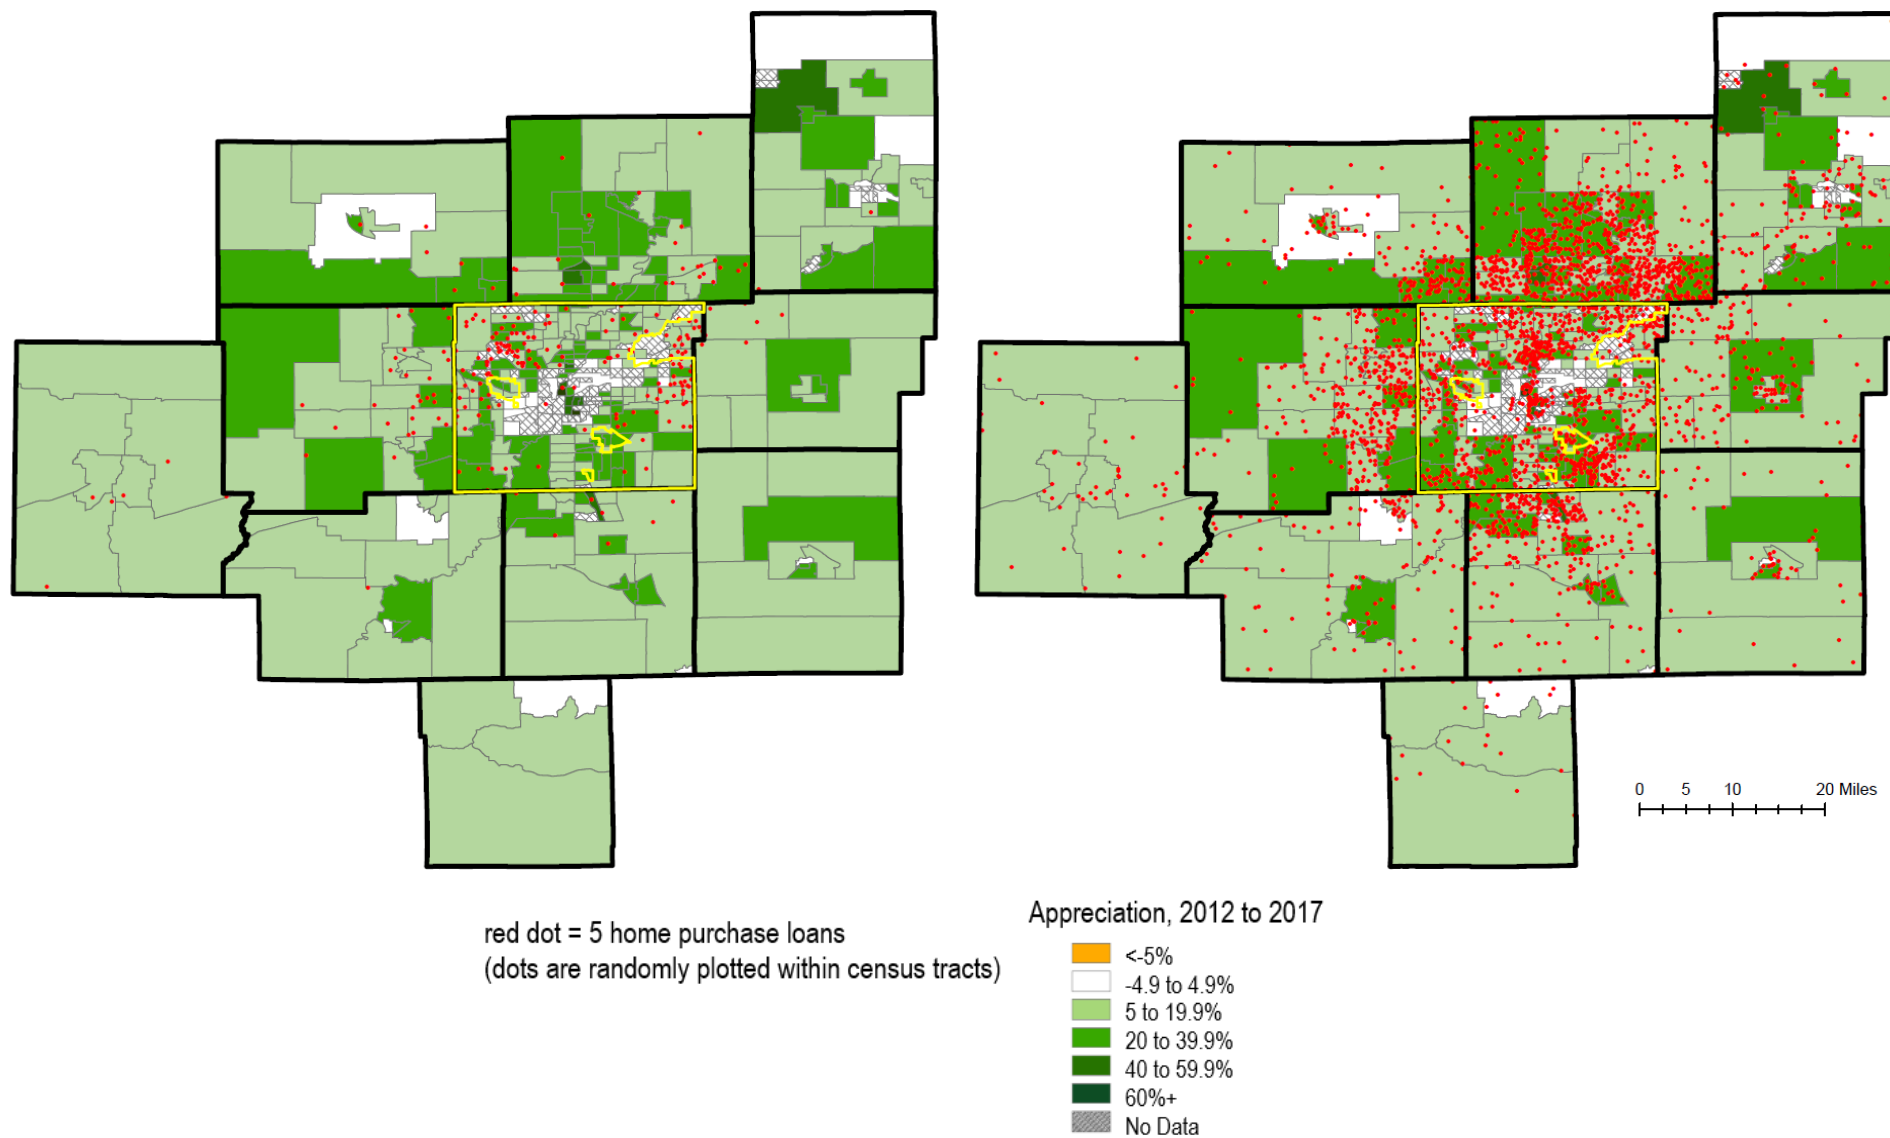 0 5 10 20 Miles
red dot = 5 home purchase loans
(dots are randomly plotted within census tracts)
Appreciation, 2012 to 2017
<-5%
-4.9 to 4.9%
5 to 19.9%
20 to 39.9%
40 to 59.9%
60%+
No Data